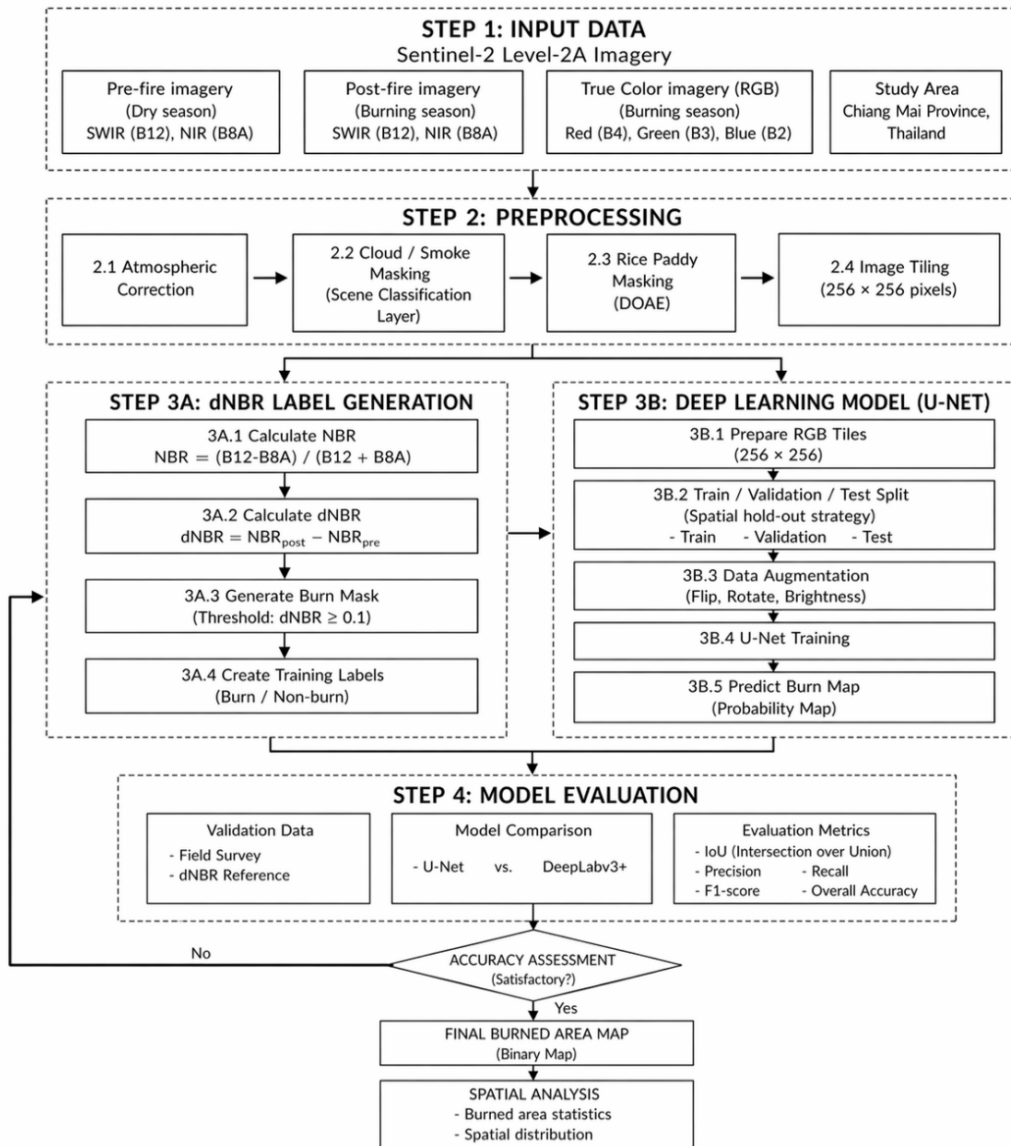 STEP 1: INPUT DATA
Sentinel-2 Level-2A Imagery
Pre-fire imagery
(Dry season)
SWIR (B12), NIR (B8A)
Post-fire imagery
(Burning season)
SWIR (B12), NIR (B8A)
True Color imagery (RGB)
(Burning season)
Red (B4), Green (B3), Blue (B2)
Study Area
Chiang Mai Province,
Thailand
STEP 2: PREPROCESSING
2.1 Atmospheric
Correction
2.2 Cloud / Smoke
Masking
(Scene Classification
Layer)
2.3 Rice Paddy
Masking
(DOAE)
2.4 Image Tiling
(256 × 256 pixels)
STEP 3A: dNBR LABEL GENERATION
3A.1 Calculate NBR
NBR = (B12-B8A) / (B12 + B8A)
3A.2 Calculate dNBR
dNBR = NBRpost − NBRpre
3A.3 Generate Burn Mask
(Threshold: dNBR ≥ 0.1)
3A.4 Create Training Labels
(Burn / Non-burn)
STEP 3B: DEEP LEARNING MODEL (U-NET)
3B.1 Prepare RGB Tiles
(256 × 256)
3B.2 Train / Validation / Test Split
(Spatial hold-out strategy)
- Train - Validation - Test
3B.3 Data Augmentation
(Flip, Rotate, Brightness)
3B.4 U-Net Training
3B.5 Predict Burn Map
(Probability Map)
STEP 4: MODEL EVALUATION
Validation Data
- Field Survey
- dNBR Reference
Model Comparison
- U-Net vs. DeepLabv3+
Evaluation Metrics
- IoU (Intersection over Union)
- Precision - Recall
- F1-score - Overall Accuracy
No
ACCURACY ASSESSMENT
(Satisfactory?)
Yes
FINAL BURNED AREA MAP
(Binary Map)
SPATIAL ANALYSIS
- Burned area statistics
- Spatial distribution